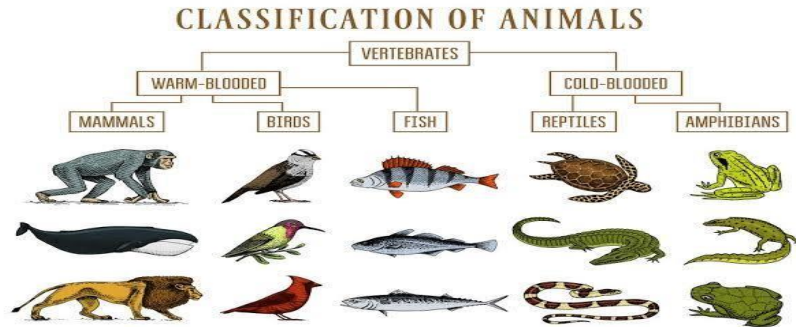 CLASSIFICATION OF ANIMALS
VERTEBRATES
WARM-BLOODED
COLD-BLOODED
MAMMALS
BIRDS
FISH
REPTILES
AMPHIBIANS